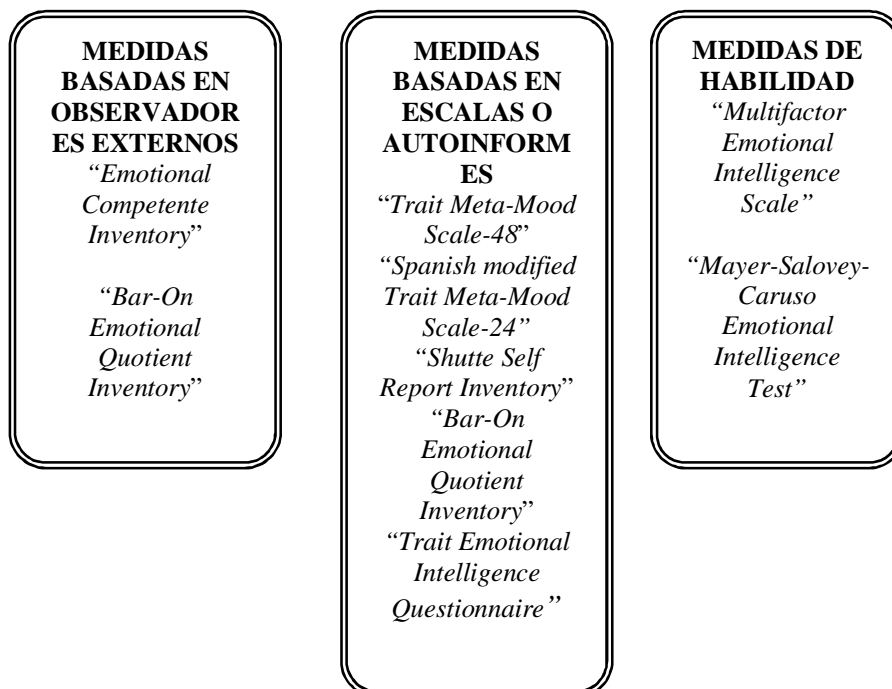 MEDIDAS
BASADAS EN
OBSERVADOR
ES EXTERNOS
“Emotional
Competente
Inventory”
“Bar-On
Emotional
Quotient
Inventory”
MEDIDAS
BASADAS EN
ESCALAS O
AUTOINFORM
ES
“Trait Meta-Mood
Scale-48”
“Spanish modified
Trait Meta-Mood
Scale-24”
“Shutte Self
Report Inventory”
“Bar-On
Emotional
Quotient
Inventory”
“Trait Emotional
Intelligence
Questionnaire”
MEDIDAS DE
HABILIDAD
“Multifactor
Emotional
Intelligence
Scale”
“Mayer-Salovey-
Caruso
Emotional
Intelligence
Test”